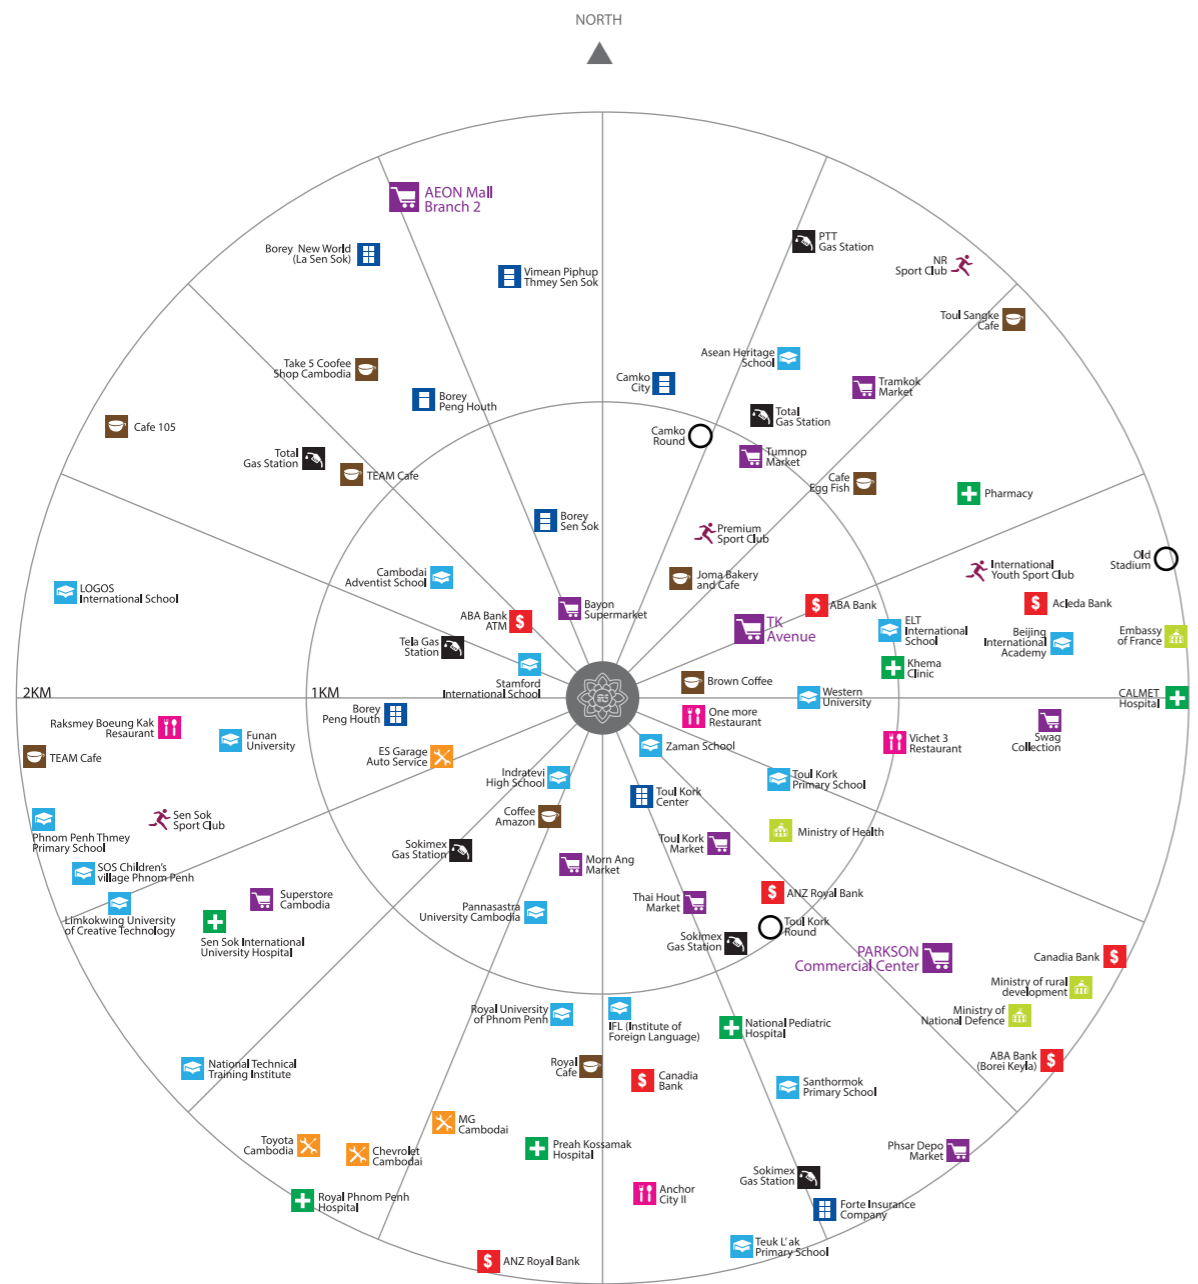 NORTH
AEON Mall
Branch 2
PTT
Gas Station
Borey New World
(La Sen Sok)
NR
Sport Club
Vimean Piphup
Thmey Sen Sok
Toul Sangke
Cafe
Asean Heritage
School
Take 5 Coofee
Shop Cambodia
Camko
City
Tramkok
Market
Borey
Peng Houth
Total
Gas Station
Cafe 105
Camko
Round
Total
Gas Station
Tumnop
Market
TEAM Cafe
Cafe
Egg Fish
Pharmacy
Borey
Sen Sok
Premium
Sport Club
Old
Stadium
Cambodai
Adventist School
Joma Bakery
and Cafe
International
Youth Sport Club
LOGOS
International School
ABA Bank
ATM
Bayon
Supermarket
ABA Bank
Acleda Bank
TK
Avenue
ELT
International
School
Beijing
International
Academy
Embassy
of France
Tela Gas
Station
Stamford
International School
Khema
Clinic
Brown Coffee
2KM
1KM
Western
University
CALMET
Hospital
Borey
Peng Houth
One more
Restaurant
Raksmey Boeung Kak
Resaurant
Funan
University
Zaman School
Vichet 3
Restaurant
Swag
Collection
TEAM Cafe
ES Garage
Auto Service
Indratevi
High School
Toul Kork
Primary School
Toul Kork
Center
Coffee
Amazon
Sen Sok
Sport Club
Phnom Penh Thmey
Primary School
Ministry of Health
Toul Kork
Market
Sokimex
Gas Station
Morn Ang
Market
SOS Children's
village Phnom Penh
Superstore
Cambodia
Thai Hout
Market
ANZ Royal Bank
Limkokwing University
of Creative Technology
Pannasastra
University Cambodia
Toul Kork
Round
Sen Sok International
University Hospital
Sokimex
Gas Station
PARKSON
Commercial Center
Canadia Bank
Ministry of rural
development
Royal University
of Phnom Penh
IFL (Institute of
Foreign Language)
National Pediatric
Hospital
Ministry of
National Defence
Royal
Cafe
Canadia
Bank
ABA Bank
(Borei Keyla)
National Technical
Training Institute
Santhormok
Primary School
MG
Cambodai
Toyota
Cambodia
Chevrolet
Cambodai
Preah Kossamak
Hospital
Phsar Depo
Market
Sokimex
Gas Station
Anchor
City II
Royal Phnom Penh
Hospital
Forte Insurance
Company
Teuk L'ak
Primary School
ANZ Royal Bank